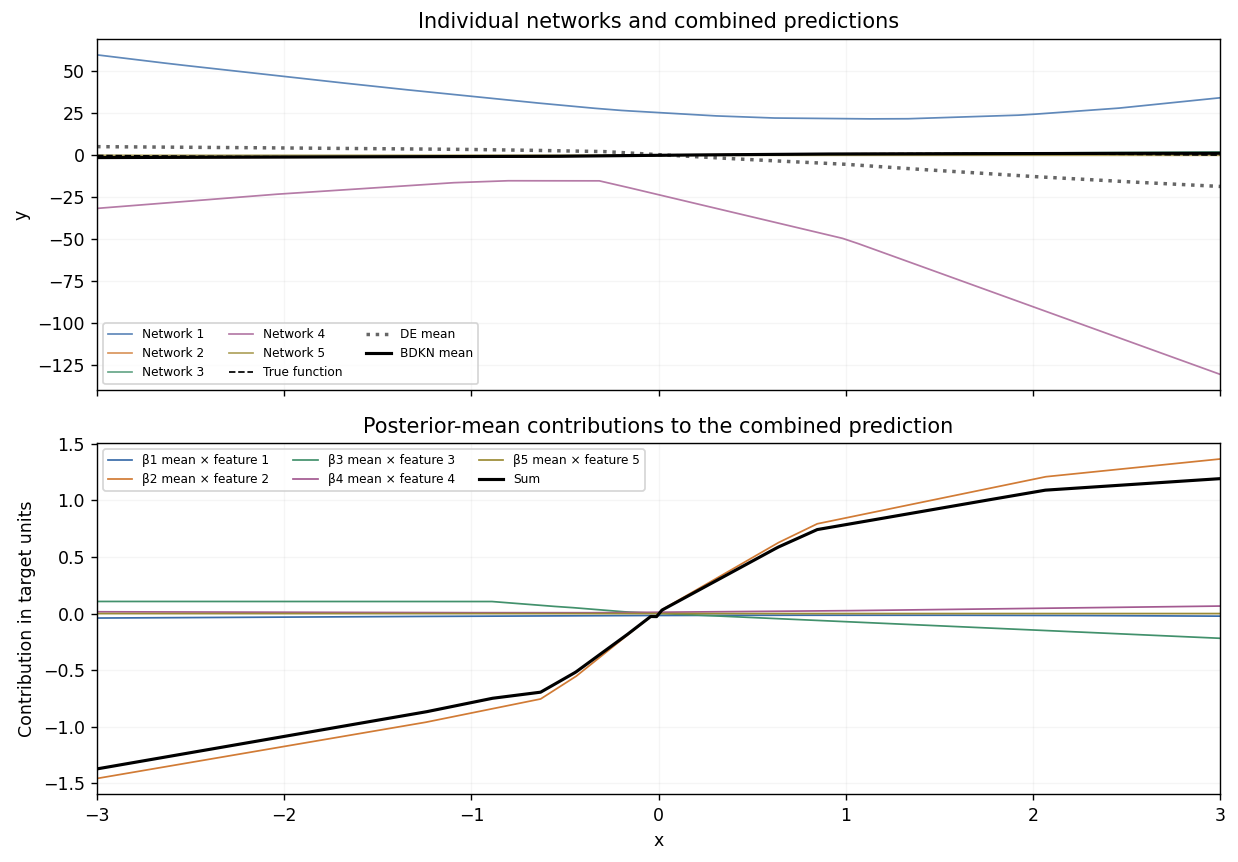 Individual networks and combined predictions
50
25
0
−25
−50
−75
−100
−125
y
Network 1
Network 2
Network 3
Network 4
Network 5
True function
DE mean
BDKN mean
Posterior-mean contributions to the combined prediction
1.5
1.0
0.5
0.0
−0.5
−1.0
−1.5
Contribution in target units
β1 mean × feature 1
β2 mean × feature 2
β3 mean × feature 3
β4 mean × feature 4
β5 mean × feature 5
Sum
−3
−2
−1
0
1
2
3
x